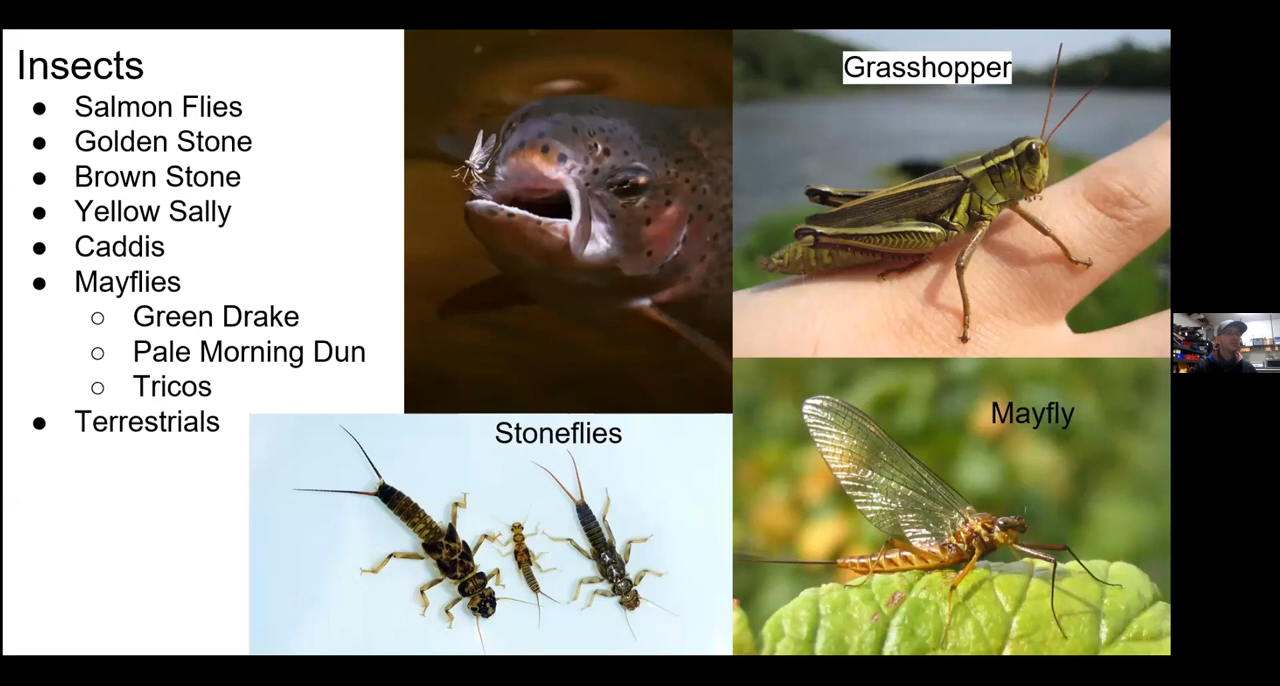 Insects
● Salmon Flies
● Golden Stone
● Brown Stone
● Yellow Sally
● Caddis
● Mayflies
○ Green Drake
○ Pale Morning Dun
○ Tricos
● Terrestrials
Grasshopper
Stoneflies
Mayfly